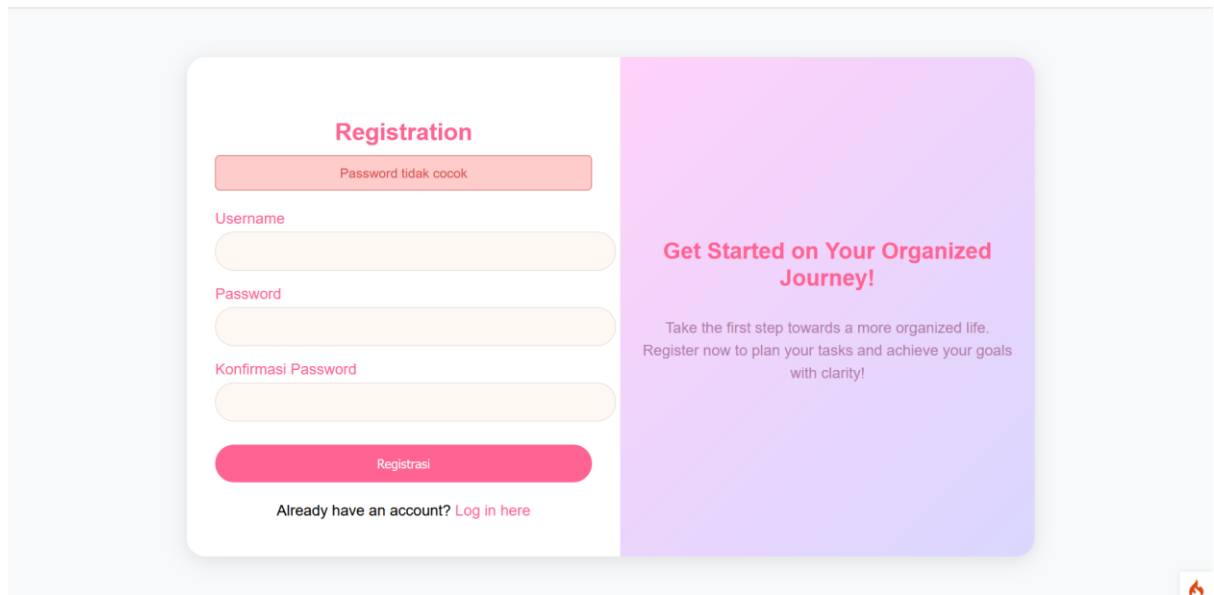 Registration
Password tidak cocok
Username
Password
Konfirmasi Password
Registrasi
Already have an account? Log in here
Get Started on Your Organized
Journey!
Take the first step towards a more organized life.
Register now to plan your tasks and achieve your goals
with clarity!